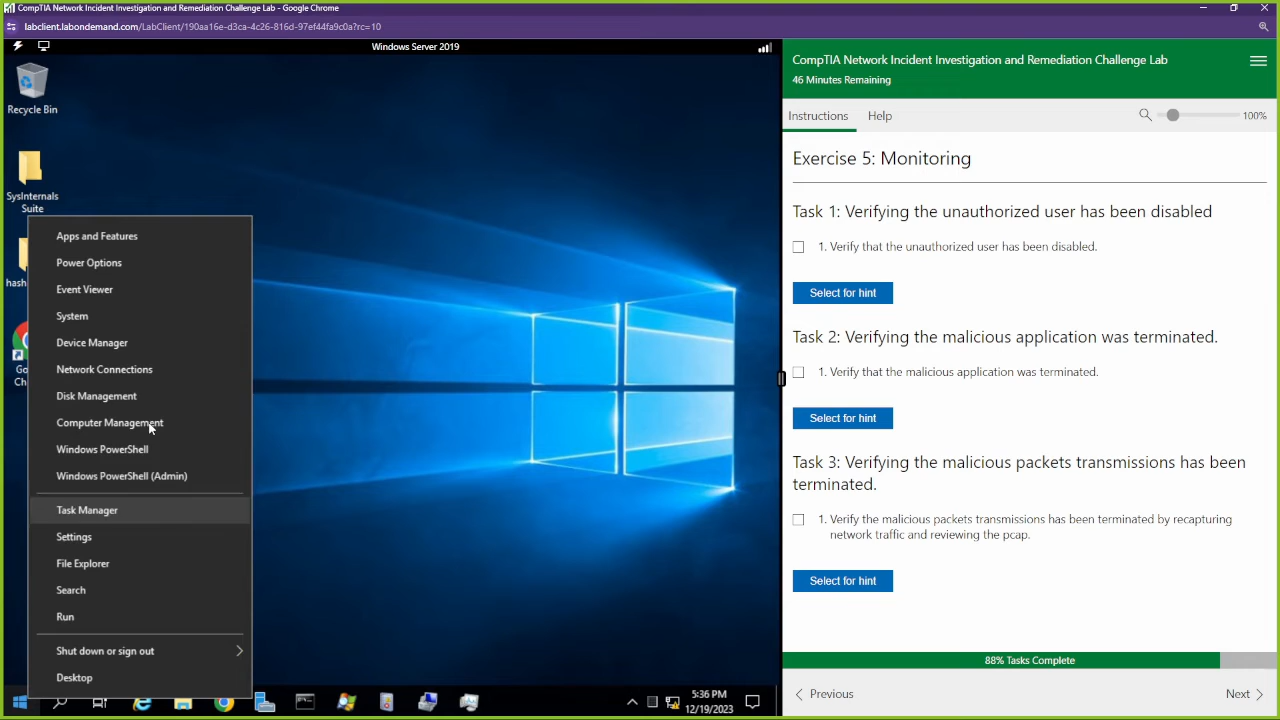 CompTIA Network Incident Investigation and Remediation Challenge Lab - Google Chrome
labclient.labondemand.com/LabClient/190aa16e-d3ca-4c26-816d-97ef44fa9c0a?rc=10
Windows Server 2019
Recycle Bin
SysInternals
Suite
hash
Go
Ch
Apps and Features
Power Options
Event Viewer
System
Device Manager
Network Connections
Disk Management
Computer Management
Windows PowerShell
Windows PowerShell (Admin)
Task Manager
Settings
File Explorer
Search
Run
Shut down or sign out
Desktop
5:36 PM
12/19/2023
CompTIA Network Incident Investigation and Remediation Challenge Lab
46 Minutes Remaining
Instructions Help 100%
Exercise 5: Monitoring
Task 1: Verifying the unauthorized user has been disabled
1. Verify that the unauthorized user has been disabled.
Select for hint
Task 2: Verifying the malicious application was terminated.
1. Verify that the malicious application was terminated.
Select for hint
Task 3: Verifying the malicious packets transmissions has been
terminated.
1. Verify the malicious packets transmissions has been terminated by recapturing
network traffic and reviewing the pcap.
Select for hint
88% Tasks Complete
Previous Next